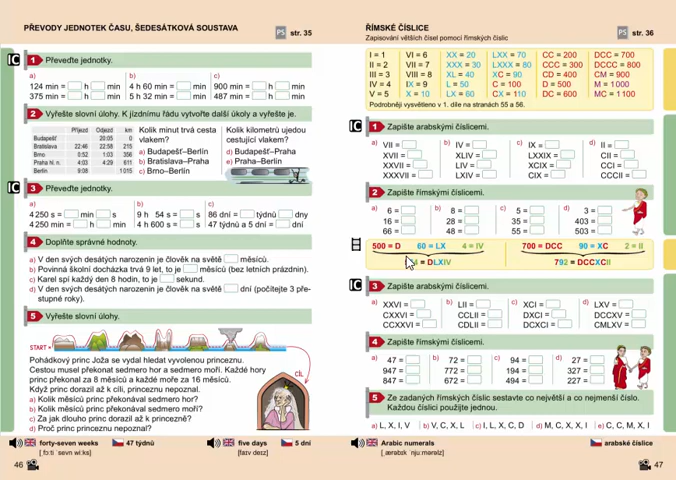 PŘEVODY JEDNOTEK ČASU, ŠEDESÁTKOVÁ SOUSTAVA
PS str. 35
1 Převeďte jednotky.
a) b) c)
124 min = h min 4 h 60 min = min 900 min = h min
375 min = h min 5 h 32 min = min 487 min = h min
2 Vyřešte slovní úlohy. K jízdnímu řádu vytvořte další úkoly a vyřešte je.
Příjezd Odjezd km
Budapešť 20:05 0
Bratislava 22:46 22:58 215
Brno 0:52 1:03 356
Praha hl. n. 4:03 4:29 611
Berlín 9:08 1 015
Kolik minut trvá cesta vlakem?
a) Budapešť–Berlín
b) Bratislava–Praha
c) Brno–Berlín
Kolik kilometrů ujedou cestující vlakem?
d) Budapešť–Praha
e) Praha–Berlín
3 Převeďte jednotky.
a) b) c)
4 250 s = min s 9 h 54 s = s 86 dní = týdnů dny
4 250 min = h min 4 h 600 s = s 47 týdnů a 5 dní = dní
4 Doplňte správné hodnoty.
a) V den svých desátých narozenin je člověk na světě měsíců.
b) Povinná školní docházka trvá 9 let, to je měsíců (bez letních prázdnin).
c) Karel spí každý den 8 hodin, to je sekund.
d) V den svých desátých narozenin je člověk na světě dní (počítejte 3 pře-
stupné roky).
5 Vyřešte slovní úlohy.
START
Pohádkový princ Joža se vydal hledat vyvolenou princeznu.
Cestou musel překonat sedmero hor a sedmero moří. Každé hory
princ překonal za 8 měsíců a každé moře za 16 měsíců.
Když princ dorazil až k cíli, princeznu nepoznal.
CÍL
a) Kolik měsíců princ překonával sedmero hor?
b) Kolik měsíců princ překonával sedmero moří?
c) Za jak dlouho princ dorazil až k princezně?
d) Proč princ princeznu nepoznal?
forty-seven weeks 47 týdnů five days 5 dní
46
ŘÍMSKÉ ČÍSLICE
Zapisování větších čísel pomocí římských číslic
PS str. 36
I = 1 VI = 6 XX = 20 LXX = 70 CC = 200 DCC = 700
II = 2 VII = 7 XXX = 30 LXXX = 80 CCC = 300 DCCC = 800
III = 3 VIII = 8 XL = 40 XC = 90 CD = 400 CM = 900
IV = 4 IX = 9 L = 50 C = 100 D = 500 M = 1 000
V = 5 X = 10 LX = 60 CX = 110 DC = 600 MC = 1 100
Podrobněji vysvětleno v 1. díle na stranách 55 a 56.
1 Zapište arabskými číslicemi.
a) VII = b) IV = c) IX = d) II =
XVII = XLIV = LXXIX = CII =
XXVII = LIV = XCIX = CCI =
XXXVII = LXIV = CIX = CCCII =
2 Zapište římskými číslicemi.
a) 6 = b) 8 = c) 5 = d) 3 =
16 = 28 = 35 = 403 =
66 = 48 = 55 = 503 =
500 = D 60 = LX 4 = IV 700 = DCC 90 = XC 2 = II
4 = DLXIV 792 = DCCXCII
3 Zapište arabskými číslicemi.
a) XXVI = b) LII = c) XCI = d) LXV =
CXXVI = CCLII = DXCI = DCCXV =
CCXXVI = CDLII = DCXCI = CMLXV =
4 Zapište římskými číslicemi.
a) 47 = b) 72 = c) 94 = d) 27 =
947 = 772 = 194 = 327 =
847 = 672 = 494 = 227 =
5 Ze zadaných římských číslic sestavte co největší a co nejmenší číslo.
Každou číslici použijte jednou.
a) L, X, I, V b) V, C, X, L c) I, L, X, C, D d) M, C, X, X, I e) C, C, M, X, I
Arabic numerals arabské číslice
47